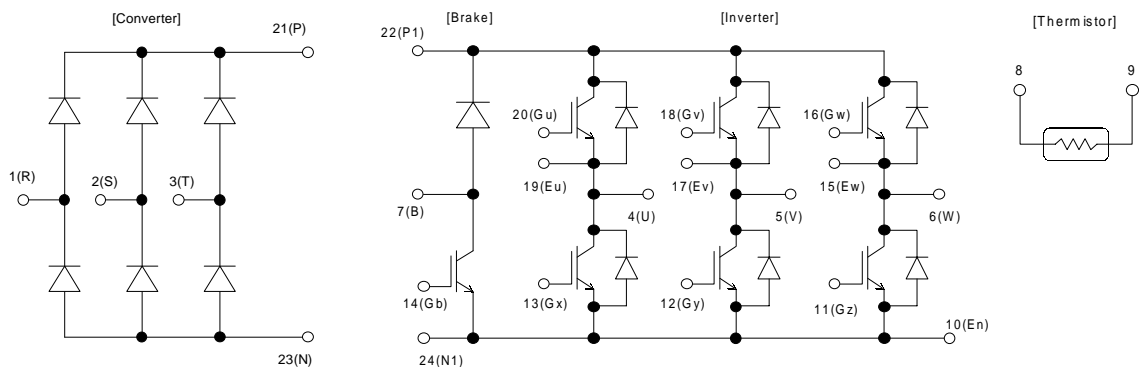 [Converter]
[Brake]
[Inverter]
[Thermistor]
21(P)
22(P1)
8
9
20(Gu)
18(Gv)
16(Gw)
1(R)
2(S)
3(T)
19(Eu)
17(Ev)
15(Ew)
7(B)
4(U)
5(V)
6(W)
14(Gb)
13(Gx)
12(Gy)
11(Gz)
10(En)
23(N)
24(N1)